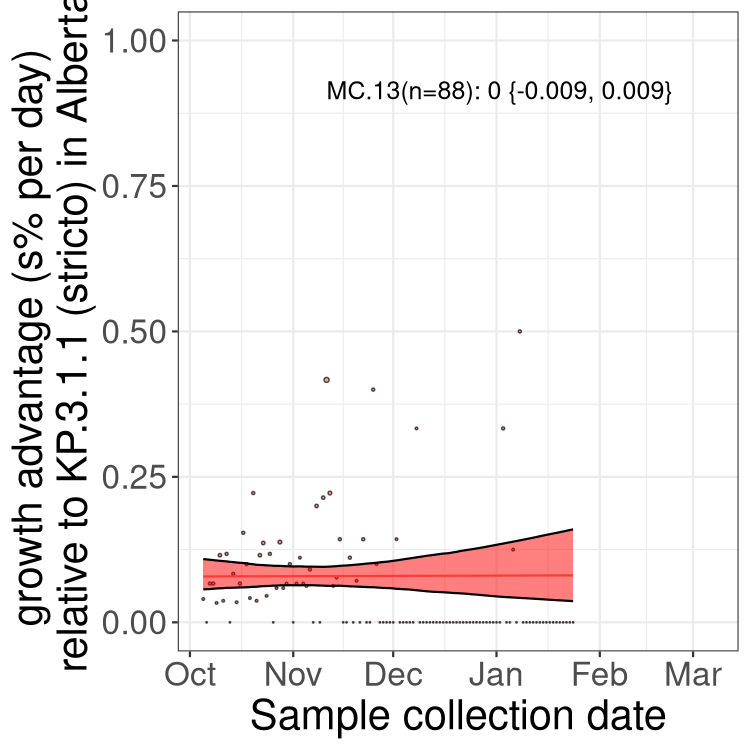 growth advantage (s% per day)
relative to KP.3.1.1 (stricto) in Alberta
1.00
0.75
0.50
0.25
0.00
MC.13(n=88): 0 {-0.009, 0.009}
Oct Nov Dec Jan Feb Mar
Sample collection date